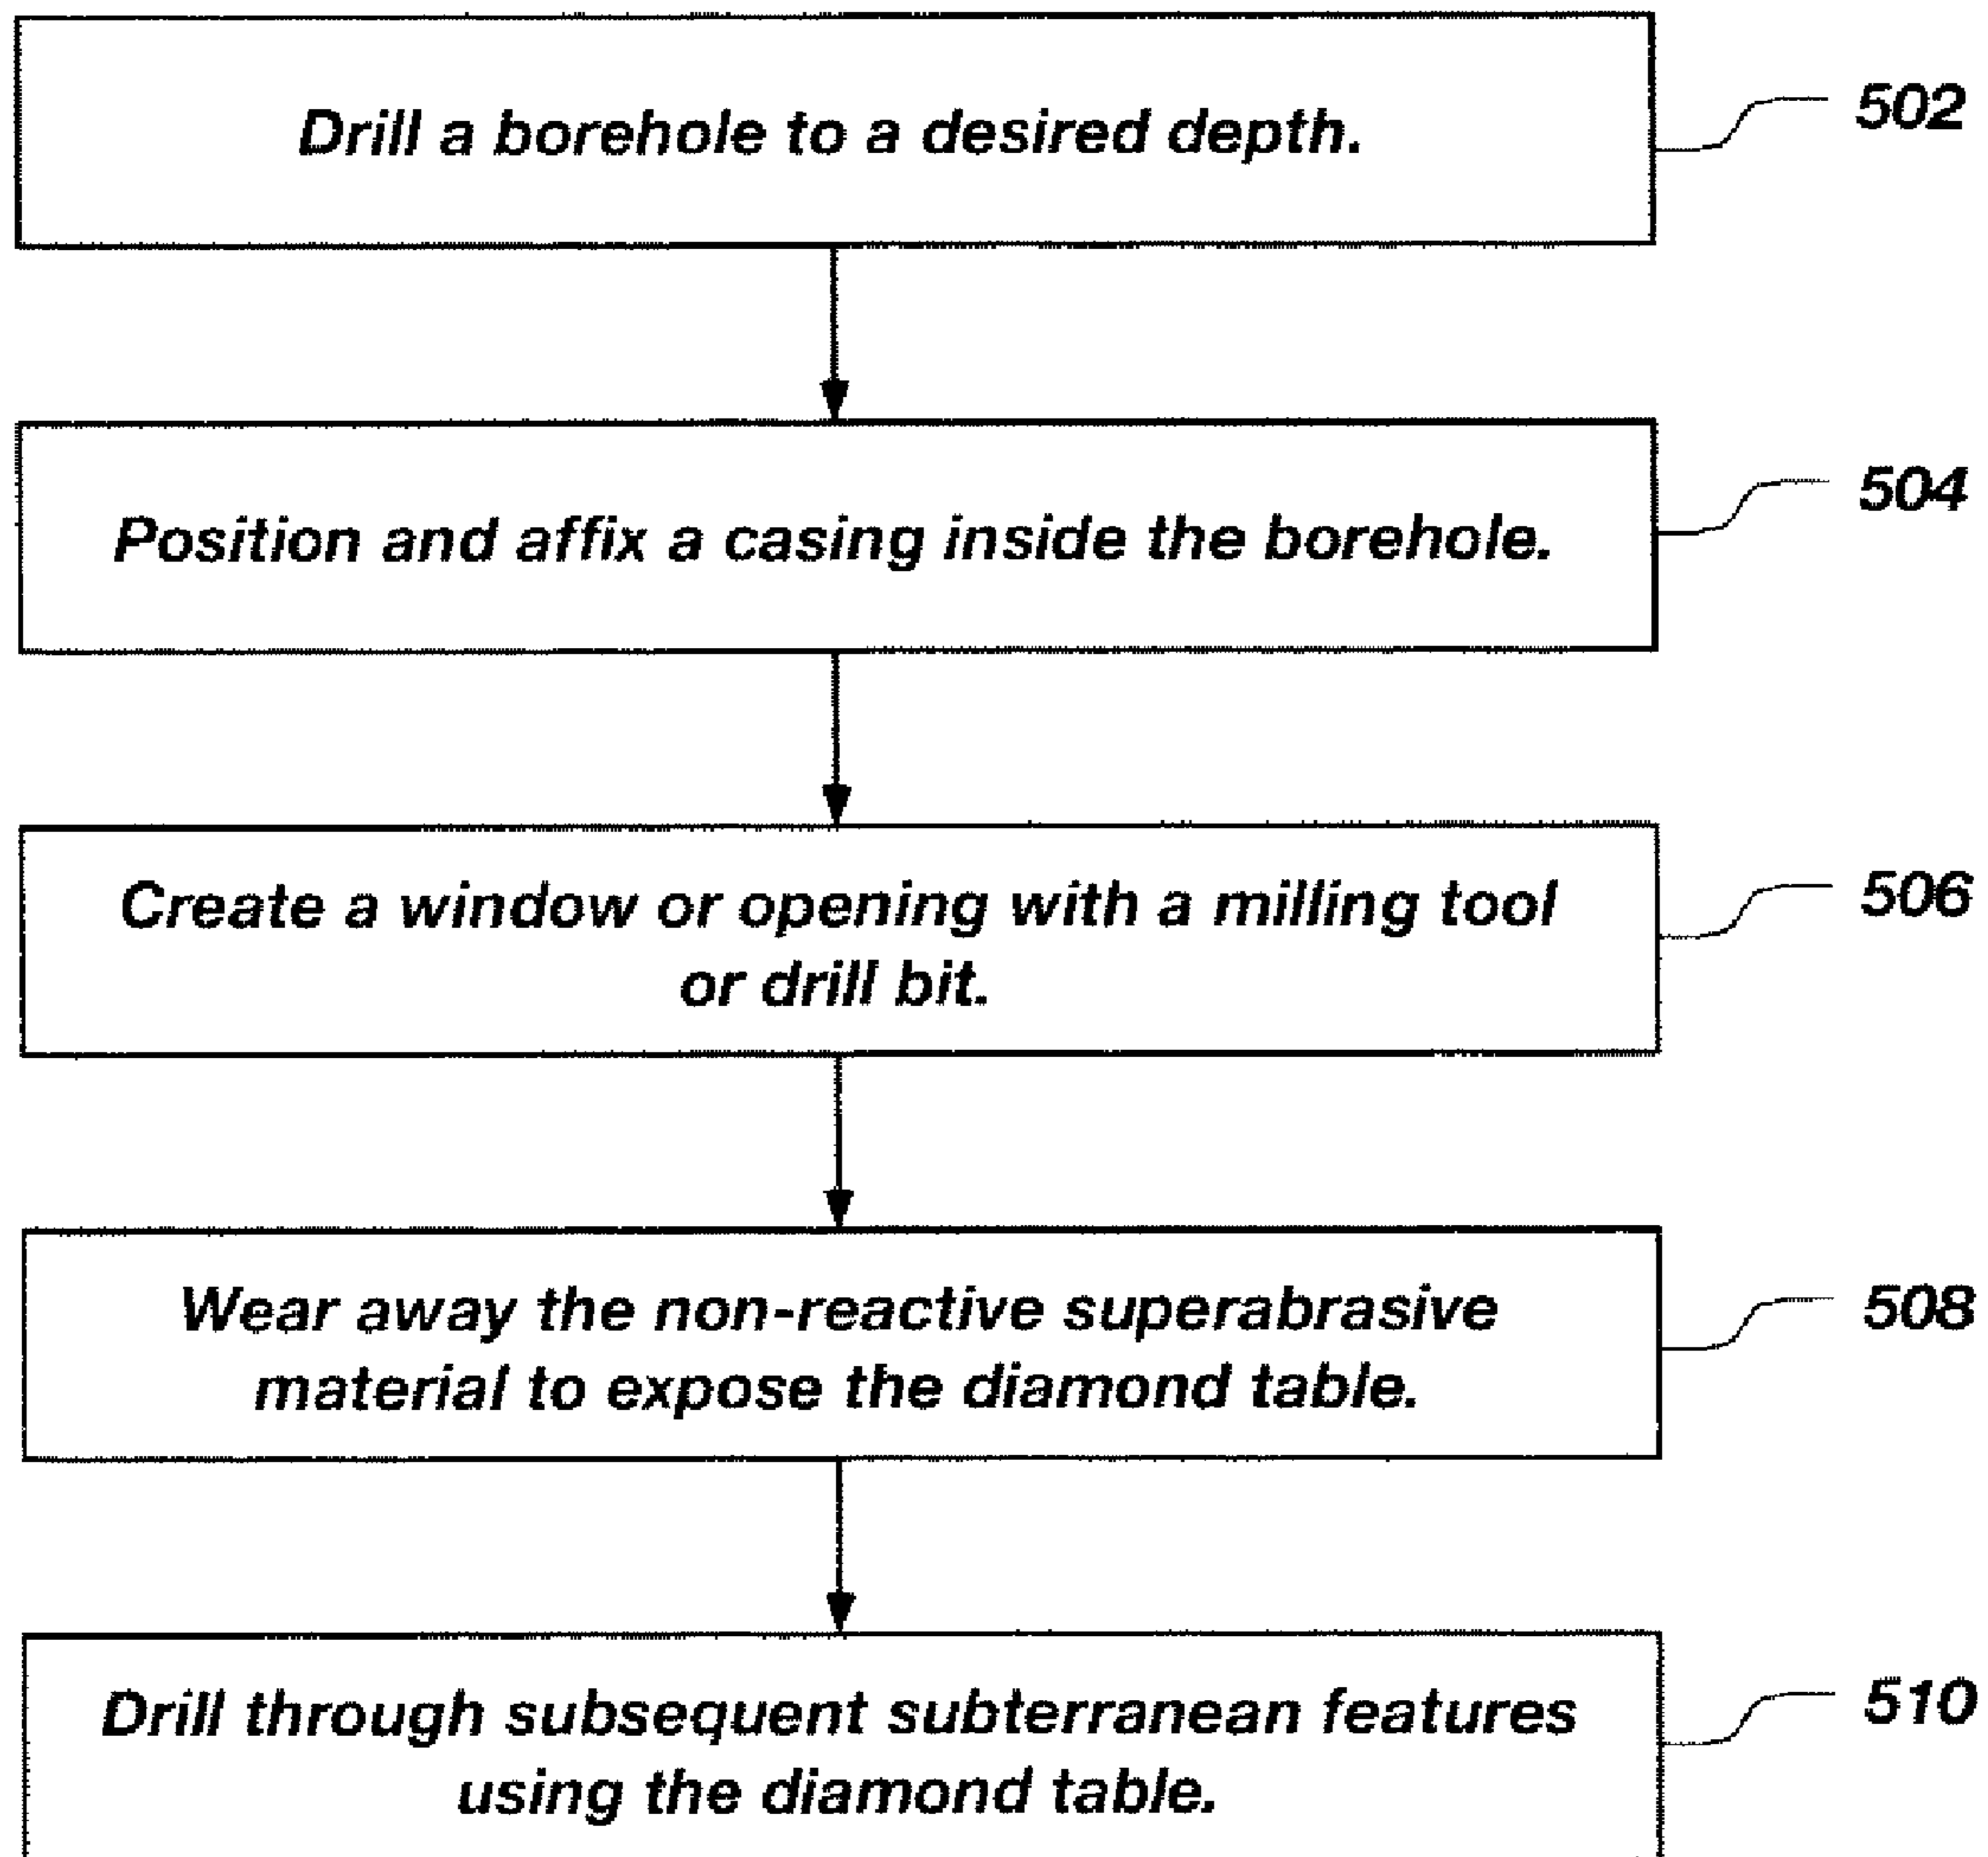 Drill a borehole to a desired depth.
502
Position and affix a casing inside the borehole.
504
Create a window or opening with a milling tool
or drill bit.
506
Wear away the non-reactive superabrasive
material to expose the diamond table.
508
Drill through subsequent subterranean features
using the diamond table.
510